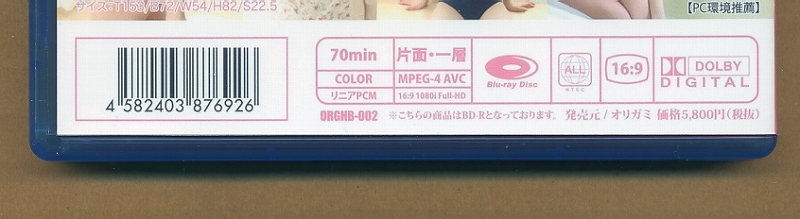 サイズ:T158/B72/W54/H82/S22.5
【PC環境推薦】
70min 片面・一層
COLOR MPEG-4 AVC
リニアPCM 16:9 1080i Full-HD
Blu-ray Disc
ALL
NTSC
16:9
DOLBY
DIGITAL
4 582403 876926
ORGHB-002 ※こちらの商品はBD-Rとなっております。 発売元/オリガミ 価格5,800円(税抜)